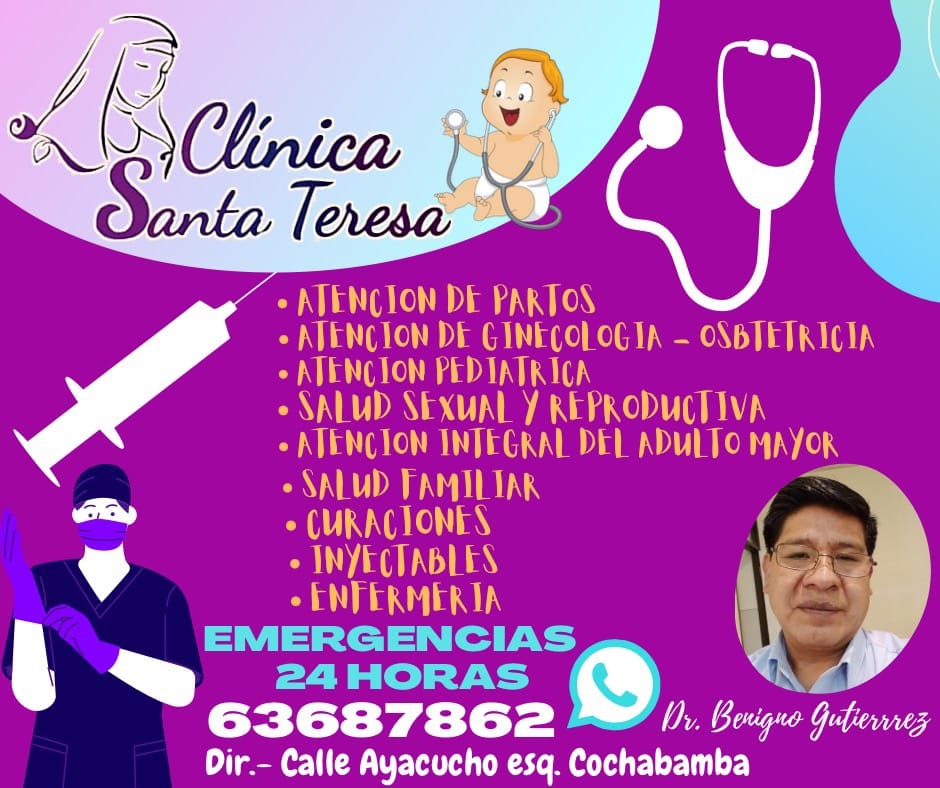 Clínica
Santa Teresa
• ATENCION DE PARTOS
• ATENCION DE GINECOLOGIA - OSBTETRICIA
• ATENCION PEDIATRICA
• SALUD SEXUAL Y REPRODUCTIVA
• ATENCION INTEGRAL DEL ADULTO MAYOR
• SALUD FAMILIAR
• CURACIONES
• INYECTABLES
• ENFERMERIA
EMERGENCIAS
24 HORAS
63687862
Dr. Benigno Gutierrrez
Dir.- Calle Ayacucho esq. Cochabamba